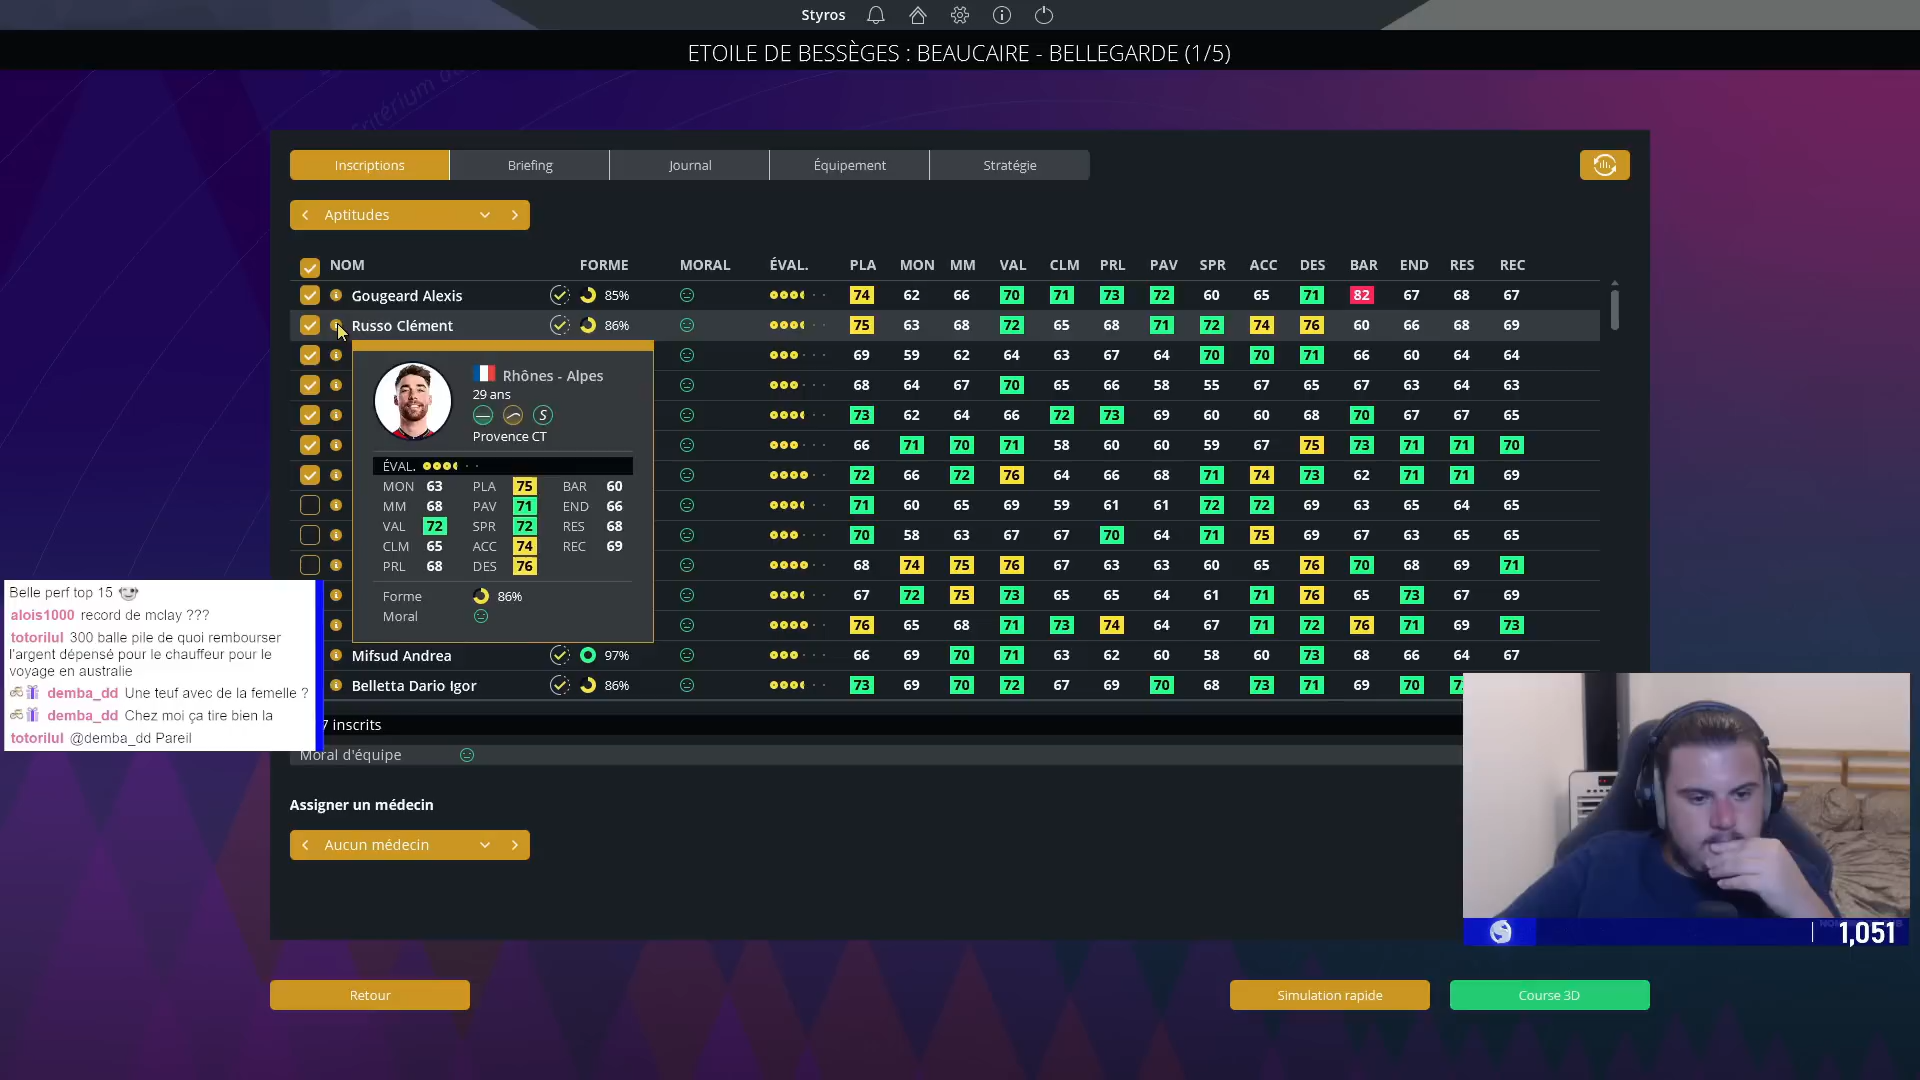 Styros
ETOILE DE BESSÈGES : BEAUCAIRE - BELLEGARDE (1/5)
Inscriptions Briefing Journal Équipement Stratégie
Aptitudes
NOM FORME MORAL ÉVAL. PLA MON MM VAL CLM PRL PAV SPR ACC DES BAR END RES REC
Gougeard Alexis 85% 74 62 66 70 71 73 72 60 65 71 82 67 68 67
Russo Clément 86% 75 63 68 72 65 68 71 72 74 76 60 66 68 69
69 59 62 64 63 67 64 70 70 71 66 60 64 64
68 64 67 70 65 66 58 55 67 65 67 63 64 63
73 62 64 66 72 73 69 60 60 68 70 67 67 65
66 71 70 71 58 60 60 59 67 75 73 71 71 70
72 66 72 76 64 66 68 71 74 73 62 71 71 69
71 60 65 69 59 61 61 72 72 69 63 65 64 65
70 58 63 67 67 70 64 71 75 69 67 63 65 65
68 74 75 76 67 63 63 60 65 76 70 68 69 71
67 72 75 73 65 65 64 61 71 76 65 73 67 69
76 65 68 71 73 74 64 67 71 72 76 71 69 73
Mifsud Andrea 97% 66 69 70 71 63 62 60 58 60 73 68 66 64 67
Belletta Dario Igor 86% 73 69 70 72 67 69 70 68 73 71 69 70
Rhônes - Alpes
29 ans
S
Provence CT
ÉVAL.
MON 63 PLA 75 BAR 60
MM 68 PAV 71 END 66
VAL 72 SPR 72 RES 68
CLM 65 ACC 74 REC 69
PRL 68 DES 76
Forme 86%
Moral
7 inscrits
Moral d'équipe
Assigner un médecin
Aucun médecin
Retour Simulation rapide Course 3D
Belle perf top 15
alois1000 record de mclay ???
totorilul 300 balle pile de quoi rembourser
l'argent dépensé pour le chauffeur pour le
voyage en australie
demba_dd Une teuf avec de la femelle ?
demba_dd Chez moi ça tire bien la
totorilul @demba_dd Pareil
1,051